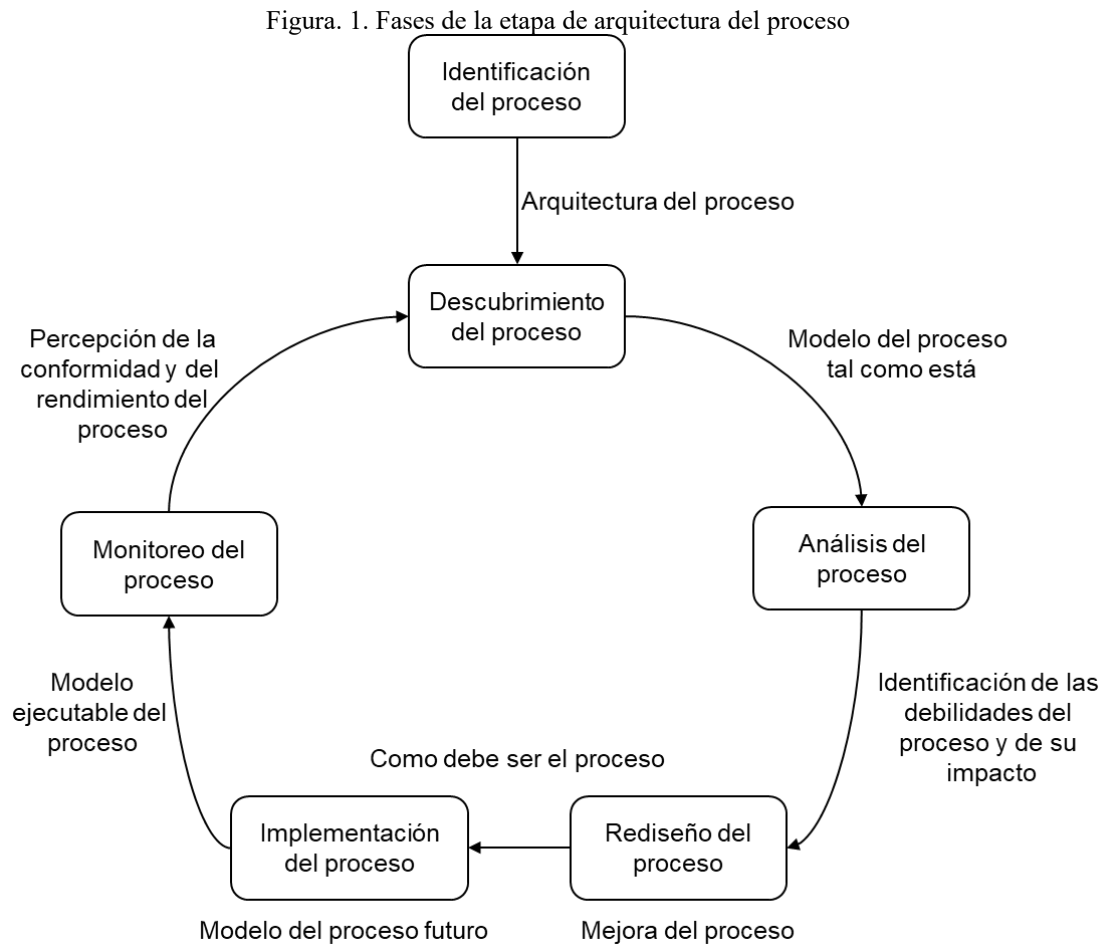 Figura. 1. Fases de la etapa de arquitectura del proceso
Identificación
del proceso
Arquitectura del proceso
Descubrimiento
del proceso
Percepción de la
conformidad y del
rendimiento del
proceso
Modelo del proceso
tal como está
Monitoreo del
proceso
Análisis del
proceso
Modelo
ejecutable del
proceso
Identificación de las
debilidades del
proceso y de su
impacto
Como debe ser el proceso
Implementación
del proceso
Rediseño del
proceso
Modelo del proceso futuro
Mejora del proceso